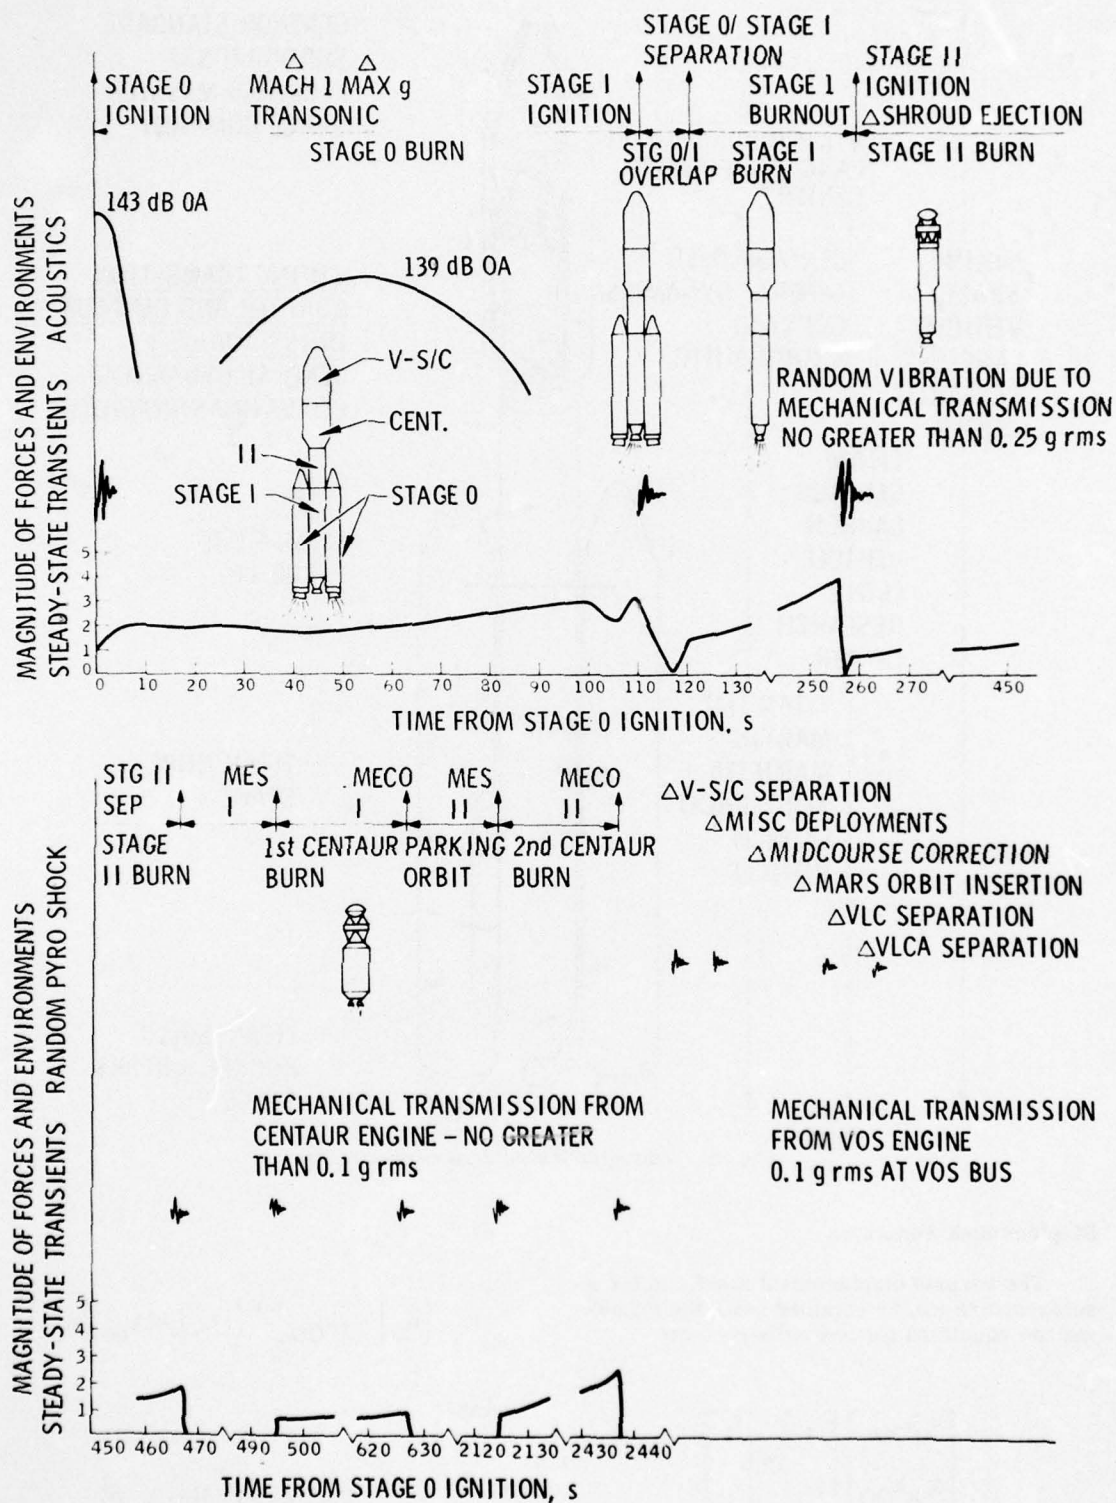 STAGE 0/ STAGE I
SEPARATION
STAGE 0
IGNITION
△ △
MACH 1 MAX g
TRANSONIC
STAGE 0 BURN
STAGE I
IGNITION
STAGE 1
BURNOUT
STAGE II
IGNITION
△SHROUD EJECTION
STG 0/I
OVERLAP
STAGE I
BURN
STAGE II BURN
143 dB OA
139 dB OA
V-S/C
CENT.
II
STAGE I
STAGE 0
RANDOM VIBRATION DUE TO
MECHANICAL TRANSMISSION
NO GREATER THAN 0.25 g rms
MAGNITUDE OF FORCES AND ENVIRONMENTS
STEADY-STATE TRANSIENTS ACOUSTICS
5
4
3
2
1
0
0 10 20 30 40 50 60 70 80 90 100 110 120 130 250 260 270 450
TIME FROM STAGE 0 IGNITION, s
STG II
SEP
MES
I
MECO
I
MES
II
MECO
II
STAGE
II BURN
1st CENTAUR
BURN
PARKING
ORBIT
2nd CENTAUR
BURN
△V-S/C SEPARATION
△MISC DEPLOYMENTS
△MIDCOURSE CORRECTION
△MARS ORBIT INSERTION
△VLC SEPARATION
△VLCA SEPARATION
MECHANICAL TRANSMISSION FROM
CENTAUR ENGINE – NO GREATER
THAN 0.1 g rms
MECHANICAL TRANSMISSION
FROM VOS ENGINE
0.1 g rms AT VOS BUS
MAGNITUDE OF FORCES AND ENVIRONMENTS
STEADY-STATE TRANSIENTS RANDOM PYRO SHOCK
5
4
3
2
1
450 460 470 490 500 620 630 2120 2130 2430 2440
TIME FROM STAGE 0 IGNITION, s